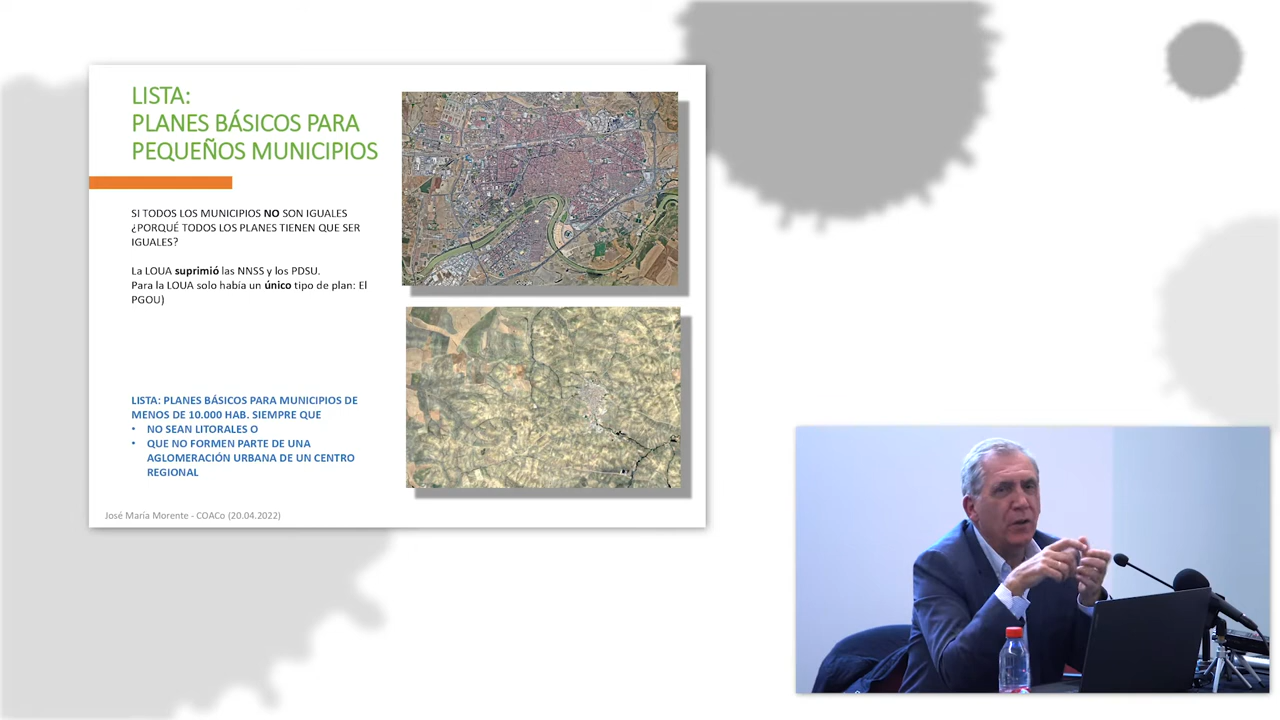 LISTA:
PLANES BÁSICOS PARA
PEQUEÑOS MUNICIPIOS
SI TODOS LOS MUNICIPIOS NO SON IGUALES
¿PORQUÉ TODOS LOS PLANES TIENEN QUE SER
IGUALES?
La LOUA suprimió las NNSS y los PDSU.
Para la LOUA solo había un único tipo de plan: El
PGOU)
LISTA: PLANES BÁSICOS PARA MUNICIPIOS DE
MENOS DE 10.000 HAB. SIEMPRE QUE
• NO SEAN LITORALES O
• QUE NO FORMEN PARTE DE UNA
AGLOMERACIÓN URBANA DE UN CENTRO
REGIONAL
José María Morente - COACo (20.04.2022)